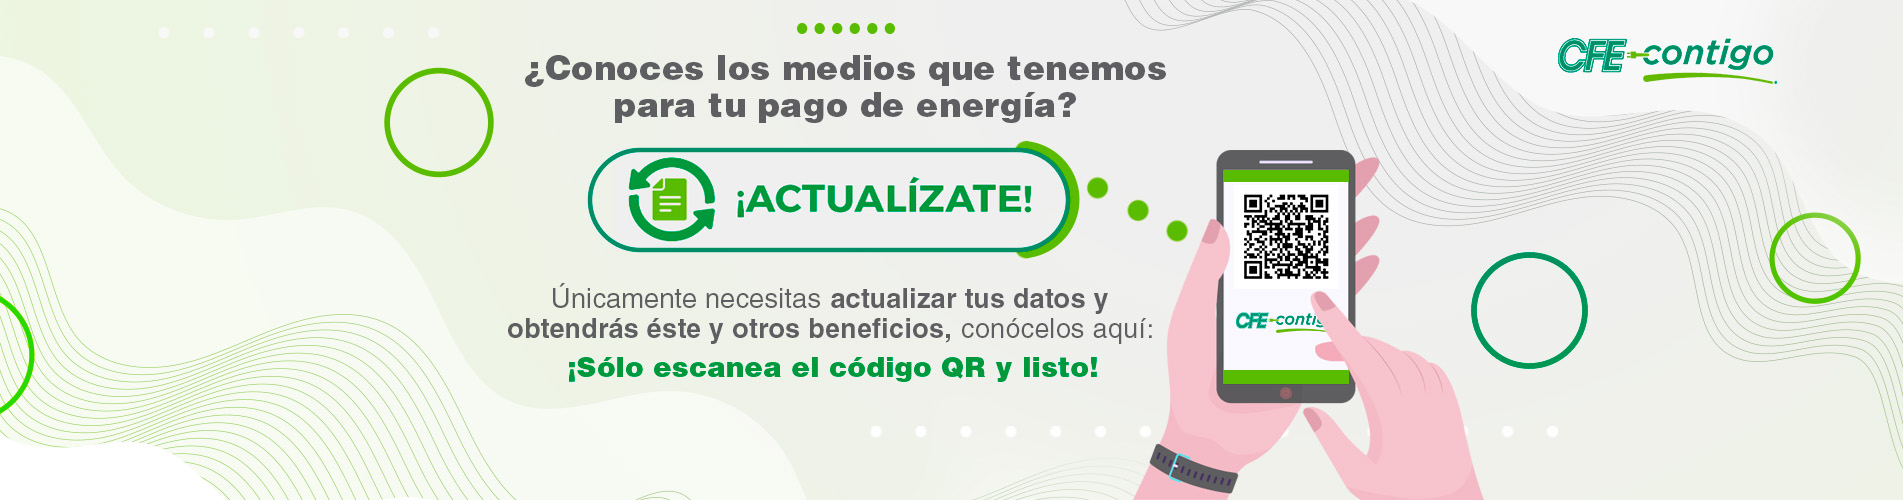 ¿Conoces los medios que tenemos
para tu pago de energía?
CFE contigo
¡ACTUALÍZATE!
Únicamente necesitas actualizar tus datos y
obtendrás éste y otros beneficios, conócelos aquí:
¡Sólo escanea el código QR y listo!
CFE contigo